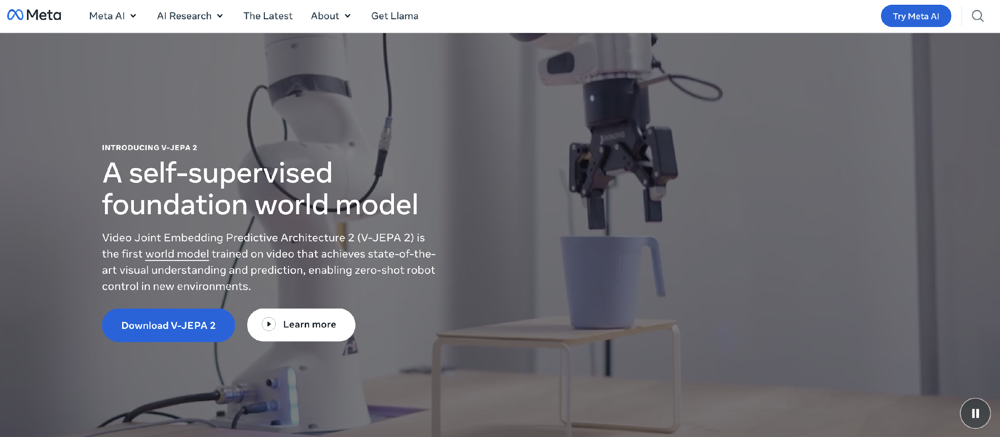 Meta
Meta AI
AI Research
The Latest
About
Get Llama
Try Meta AI
INTRODUCING V-JEPA 2
A self-supervised
foundation world model
Video Joint Embedding Predictive Architecture 2 (V-JEPA 2) is
the first world model trained on video that achieves state-of-the-
art visual understanding and prediction, enabling zero-shot robot
control in new environments.
Download V-JEPA 2
Learn more
ROBOTIQ